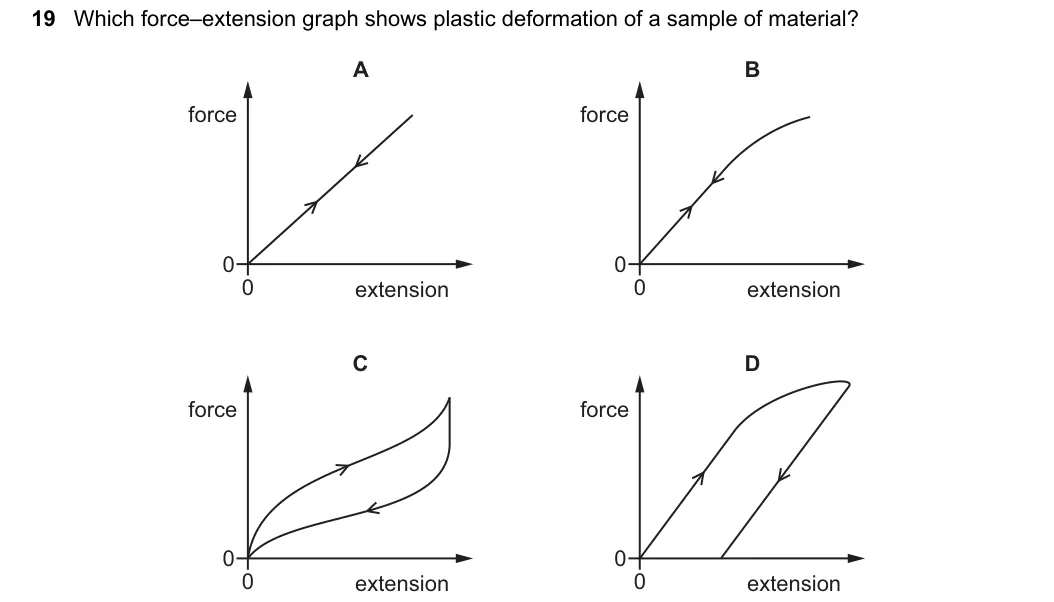 19 Which force–extension graph shows plastic deformation of a sample of material?
A
force
0
0
extension
B
force
0
0
extension
C
force
0
0
extension
D
force
0
0
extension